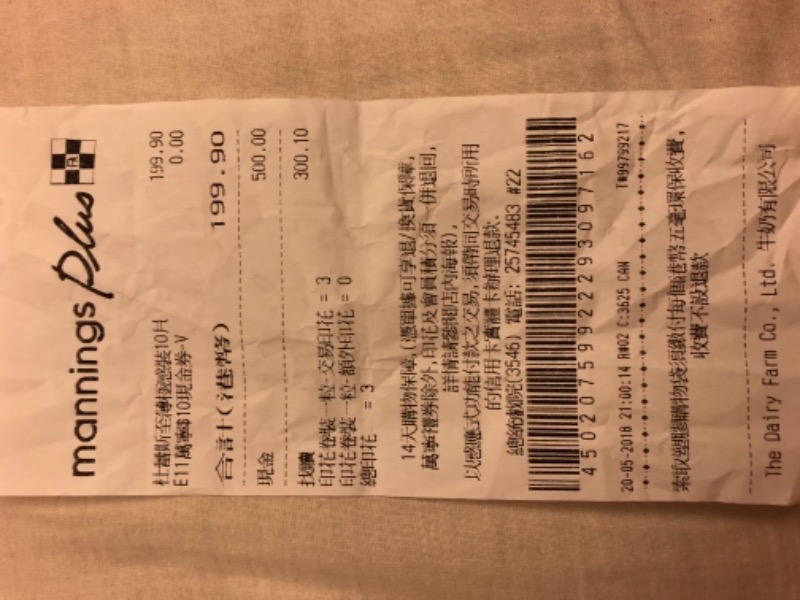 mannings Plus
杜蕾斯至薄極感裝10片 199.90
E11萬寧$10現金券-V 0.00
合計(港幣) 199.90
現金 500.00
找贖 300.10
印花卷裝一粒-交易印花 = 3
印花卷裝一粒-額外印花 = 0
總印花 = 3
14天購物保障,(憑單據可享退/換貨保障,
萬寧禮券除外,印花及會員積分須一併退回,
詳情請參閱店內海報),
以感應式功能付款之交易,須帶同交易時所用
的信用卡實體卡辦理退款.
總統戲院(3546) 電話: 25745483 #22
45020759922293097162
20-05-2018 21:00:14 R#02 C:3625 CAN T#99799217
索取塑膠購物袋須繳付每個港幣五毫環保收費,
收費不設退款
The Dairy Farm Co., Ltd. 牛奶有限公司